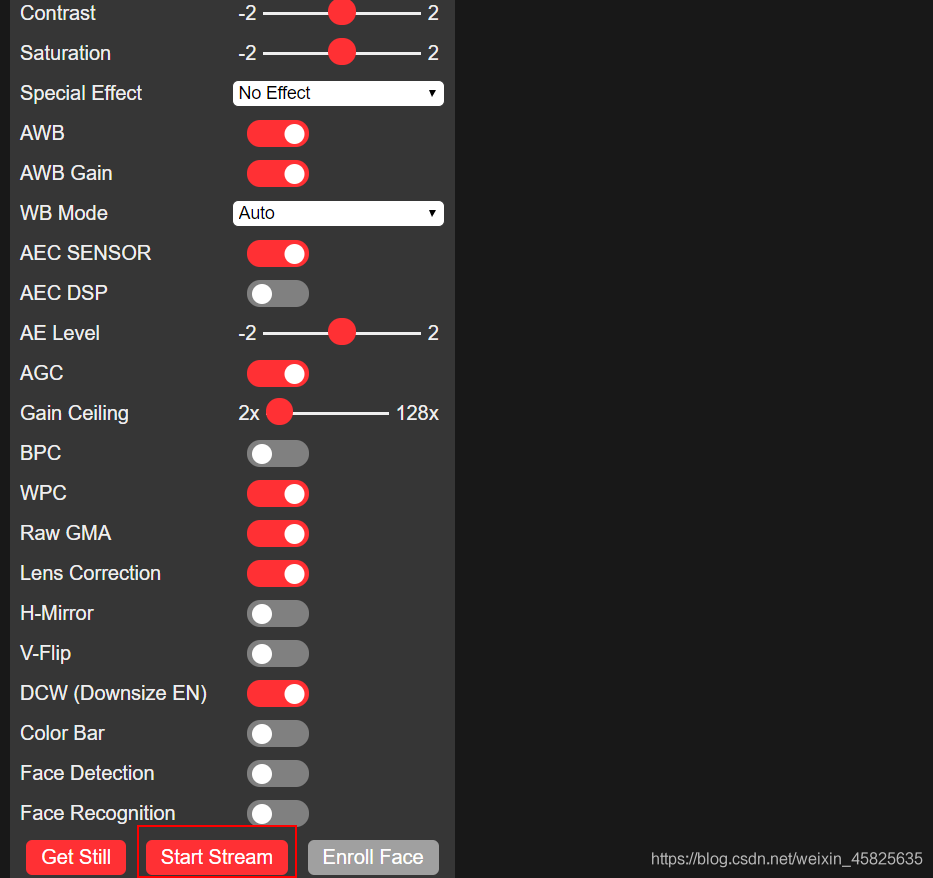 Contrast -2 2
Saturation -2 2
Special Effect No Effect
AWB
AWB Gain
WB Mode Auto
AEC SENSOR
AEC DSP
AE Level -2 2
AGC
Gain Ceiling 2x 128x
BPC
WPC
Raw GMA
Lens Correction
H-Mirror
V-Flip
DCW (Downsize EN)
Color Bar
Face Detection
Face Recognition
Get Still Start Stream Enroll Face
https://blog.csdn.net/weixin_45825635